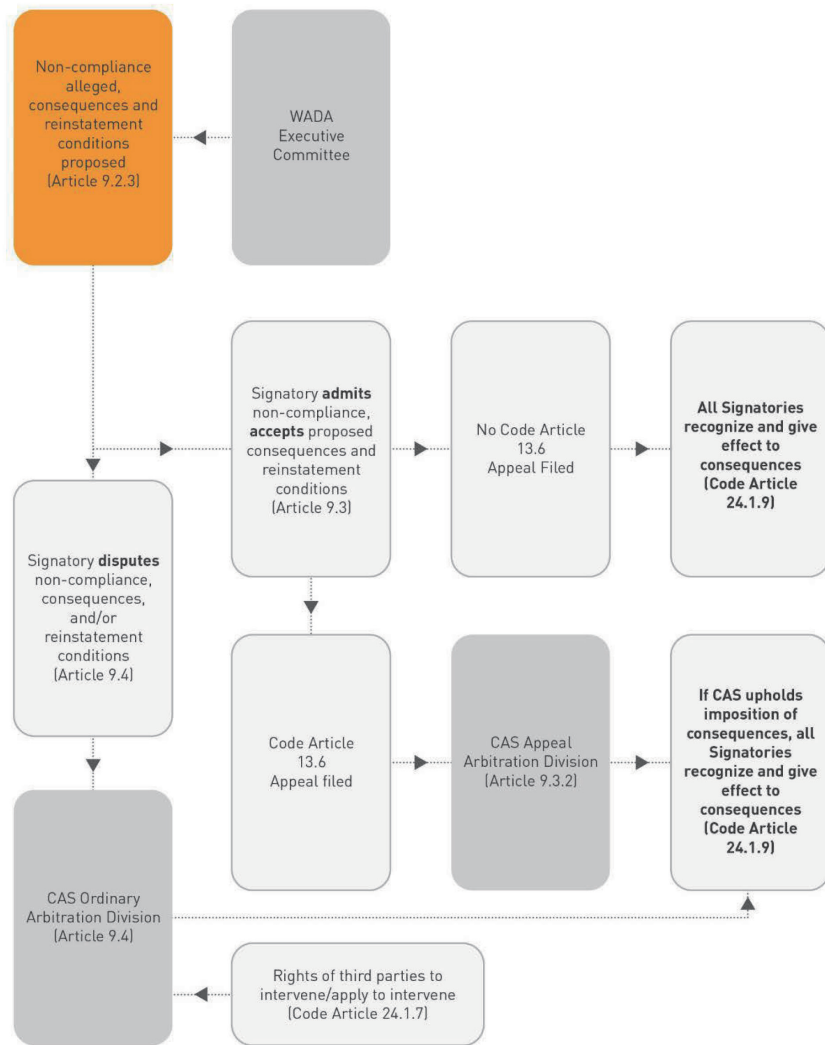 Non-compliance
alleged,
consequences and
reinstatement
conditions
proposed
(Article 9.2.3)
WADA
Executive
Committee
Signatory admits
non-compliance,
accepts proposed
consequences and
reinstatement
conditions
(Article 9.3)
No Code Article
13.6
Appeal Filed
All Signatories
recognize and give
effect to
consequences
(Code Article
24.1.9)
Signatory disputes
non-compliance,
consequences,
and/or
reinstatement
conditions
(Article 9.4)
Code Article
13.6
Appeal filed
CAS Appeal
Arbitration Division
(Article 9.3.2)
If CAS upholds
imposition of
consequences, all
Signatories
recognize and give
effect to
consequences
(Code Article
24.1.9)
CAS Ordinary
Arbitration Division
(Article 9.4)
Rights of third parties to
intervene/apply to intervene
(Code Article 24.1.7)